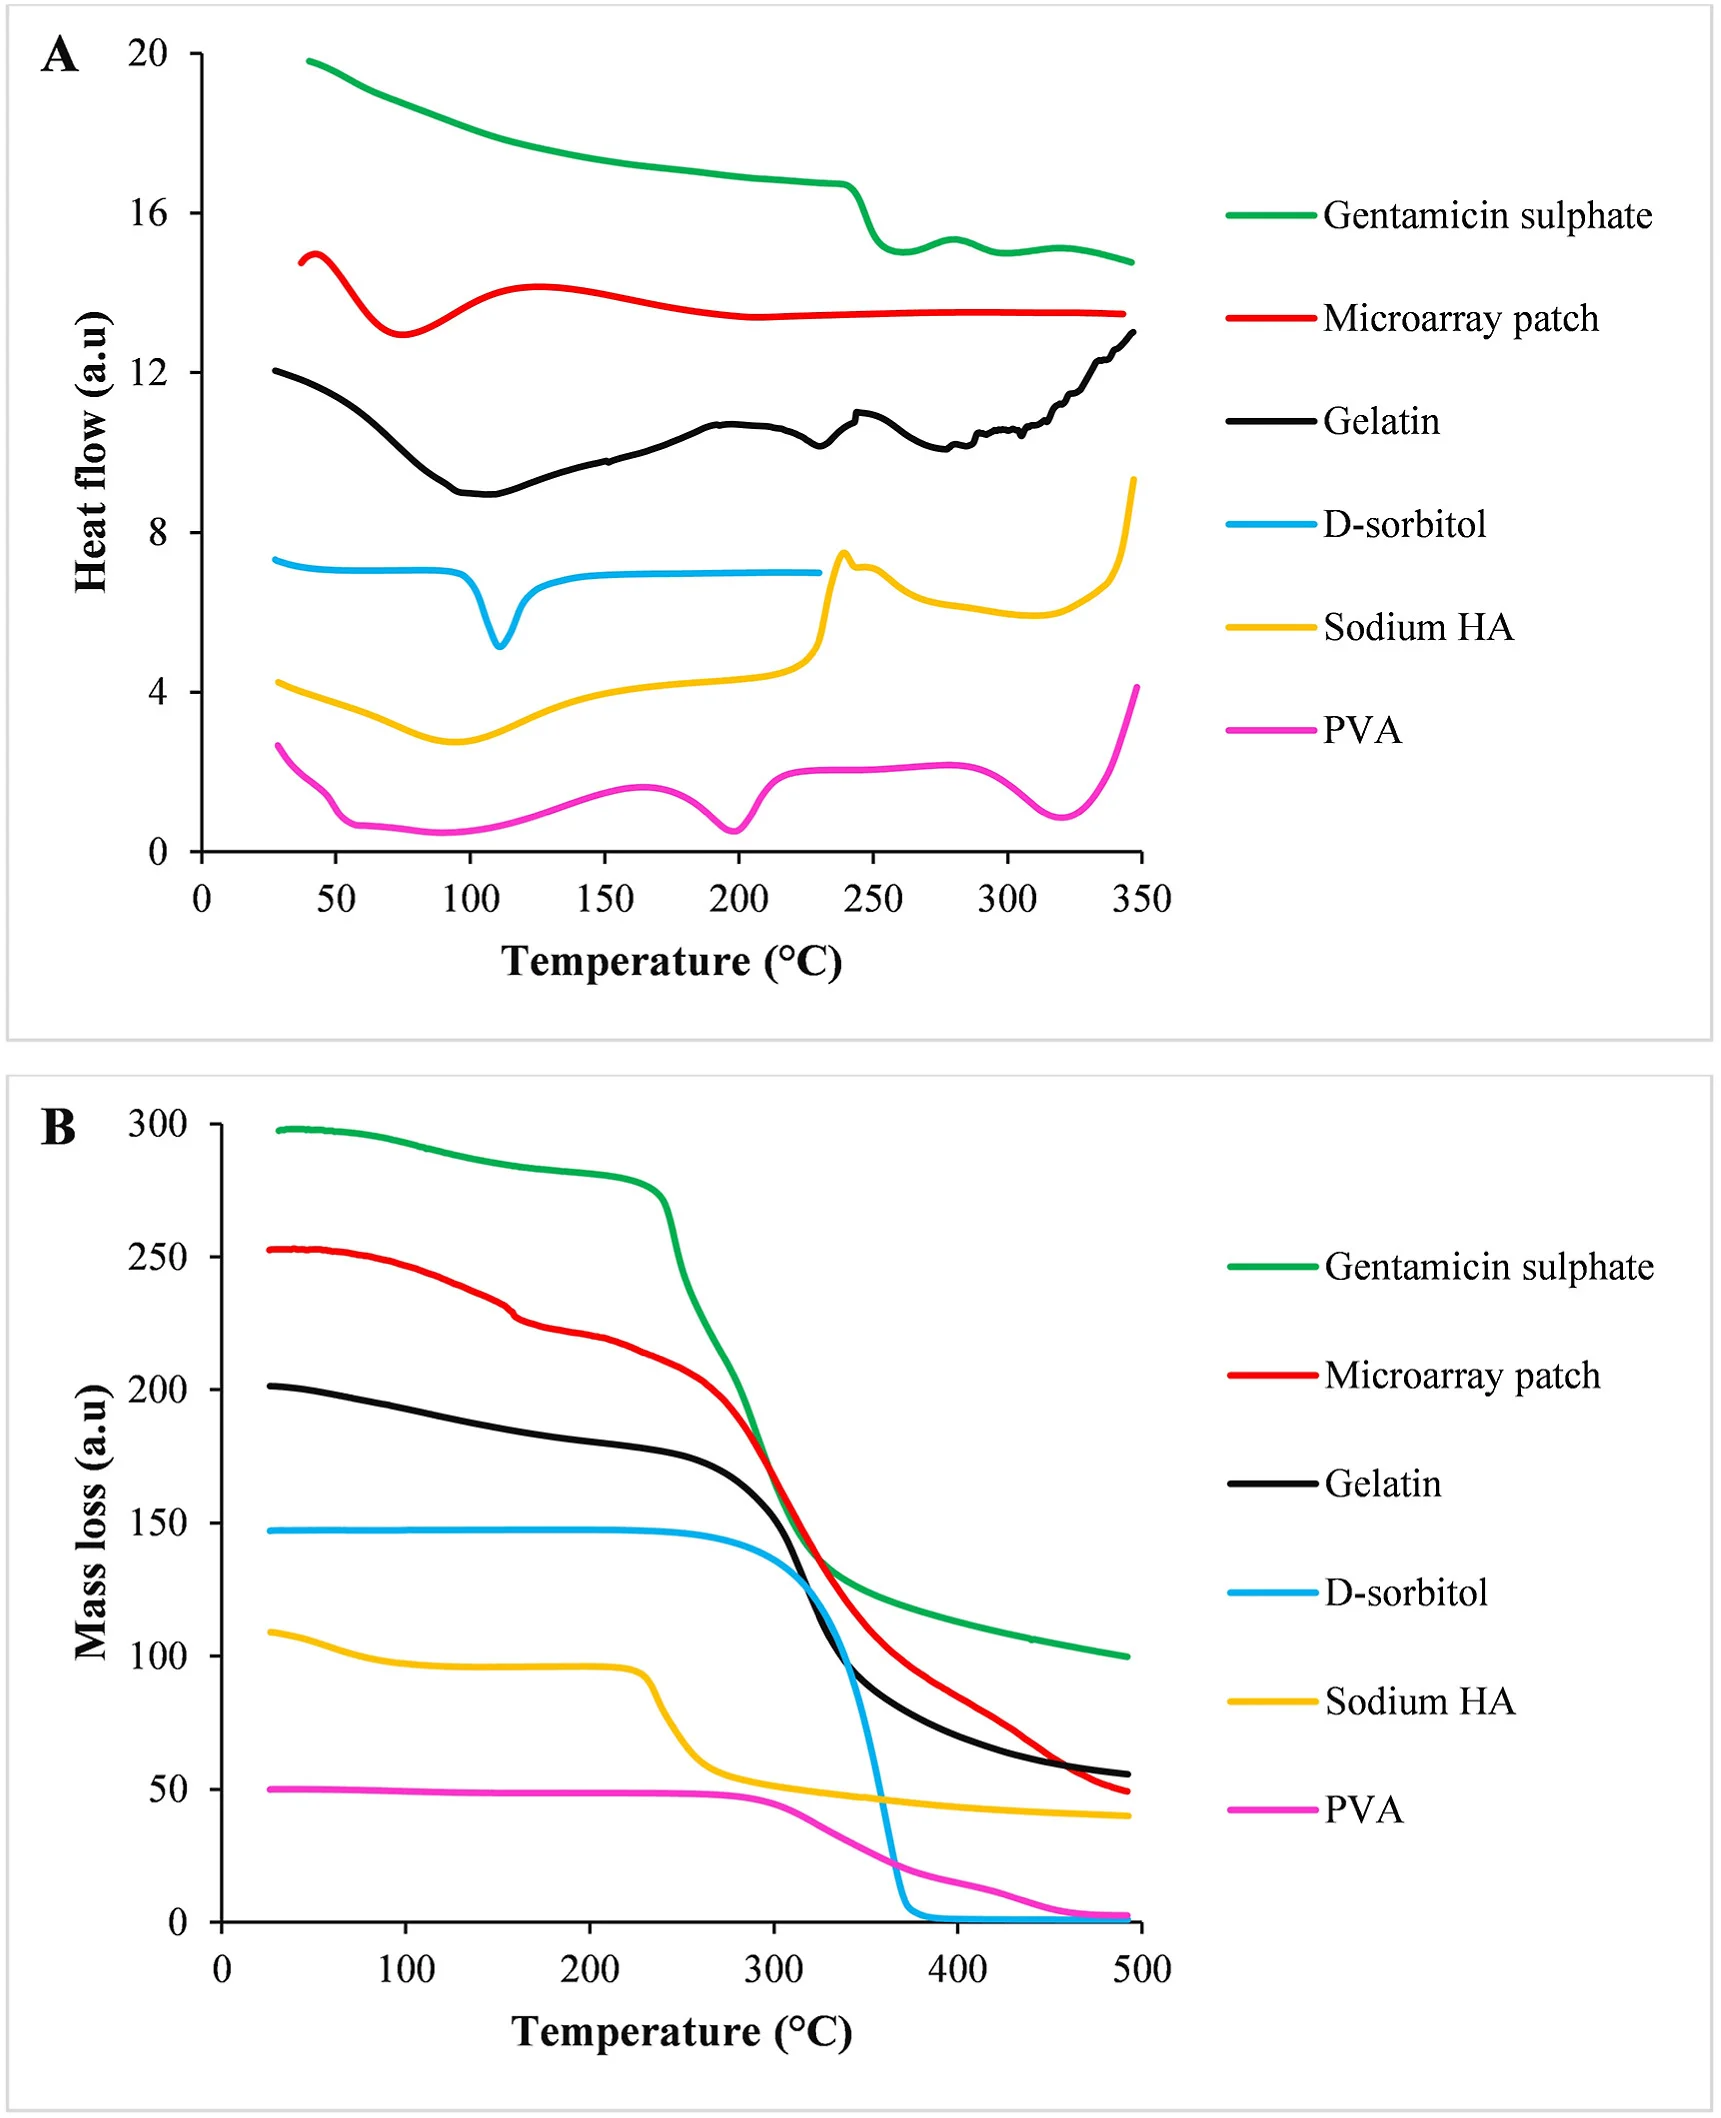 A
20
16
12
8
4
0
Heat flow (a.u)
0 50 100 150 200 250 300 350
Temperature (°C)
Gentamicin sulphate
Microarray patch
Gelatin
D-sorbitol
Sodium HA
PVA
B
300
250
200
150
100
50
0
Mass loss (a.u)
0 100 200 300 400 500
Temperature (°C)
Gentamicin sulphate
Microarray patch
Gelatin
D-sorbitol
Sodium HA
PVA